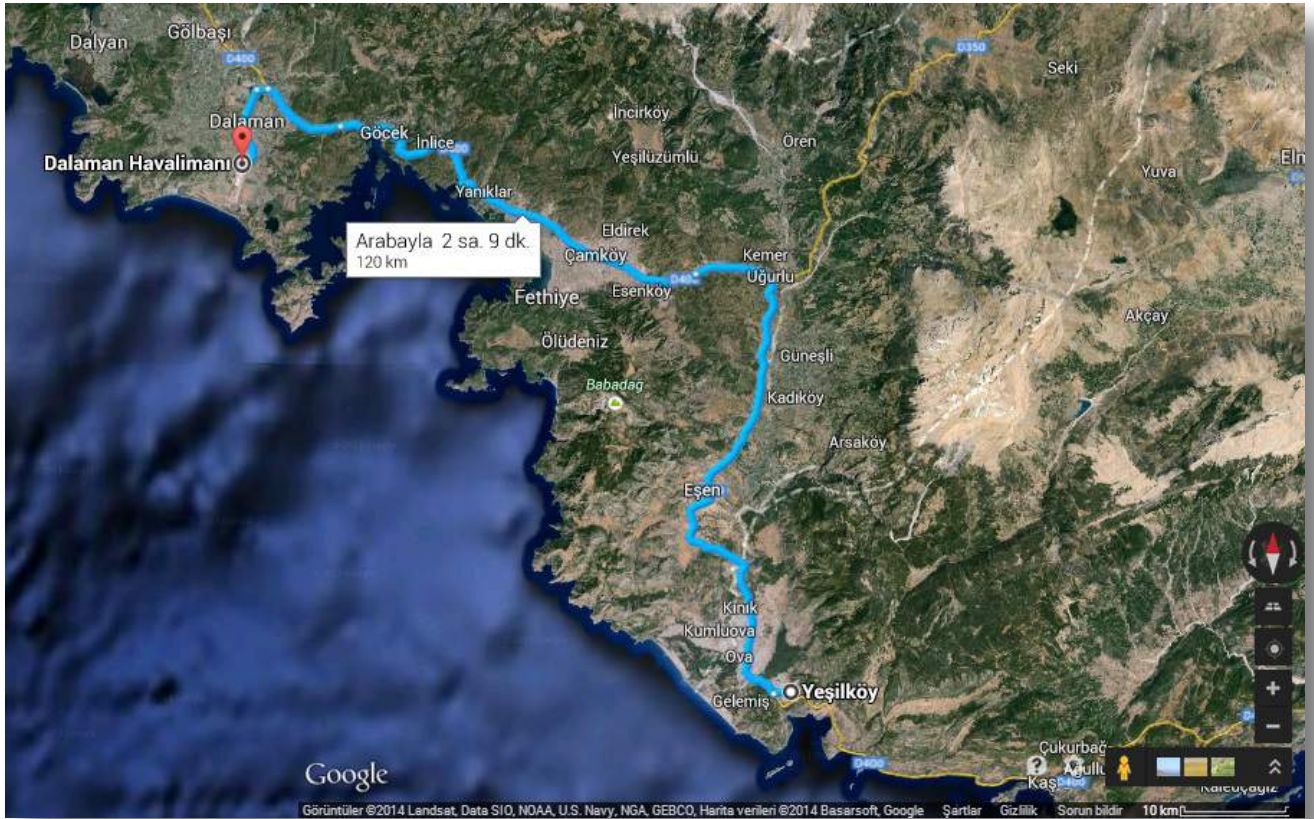 Dalyan
Gölbaşı
D400
D350
Seki
Dalaman
Göcek
İnlice
İncirköy
Ören
Yeşilüzümlü
Dalaman Havalimanı
Yuva
Yanıklar
Arabayla 2 sa. 9 dk.
120 km
Eldirek
Çamköy
Kemer
Uğurlu
Esenköy
Fethiye
Akçay
Ölüdeniz
Güneşli
Babadağ
Kadıköy
Arsaköy
Eşen
Kınık
Kumluova
Ova
Gelemiş
Yeşilköy
D400
Çukurbağ
Ağullu
Kaş
D400
Kaleüçağız
Google
Görüntüler ©2014 Landsat, Data SIO, NOAA, U.S. Navy, NGA, GEBCO, Harita verileri ©2014 Basarsoft, Google Şartlar Gizlilik Sorun bildir 10 km